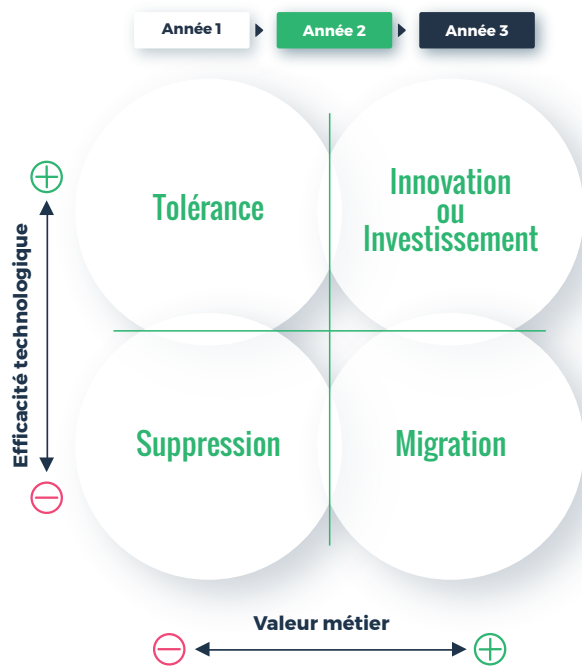 Année 1
Année 2
Année 3
Tolérance
Innovation
ou
Investissement
Efficacité technologique
Suppression
Migration
Valeur métier